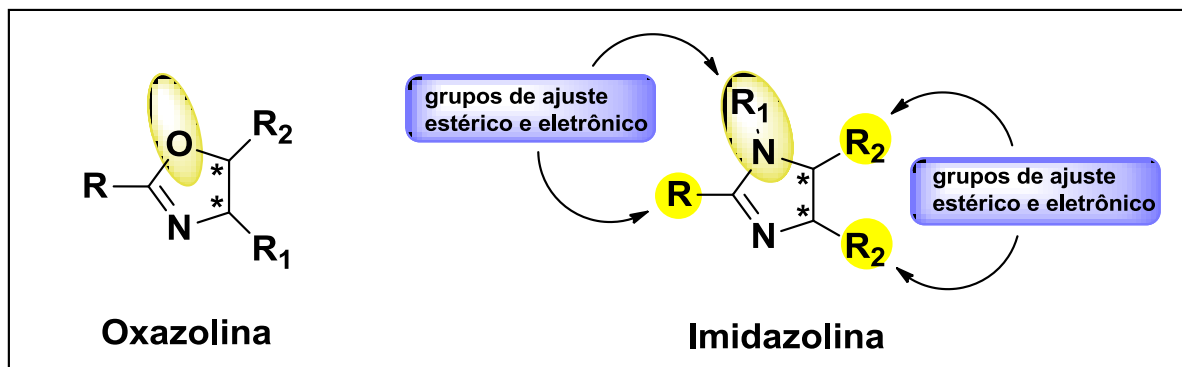 O
R
N
R₂
R₁
*
*
Oxazolina
grupos de ajuste
estérico e eletrônico
R₁
N
R
N
R₂
R₂
*
*
grupos de ajuste
estérico e eletrônico
Imidazolina